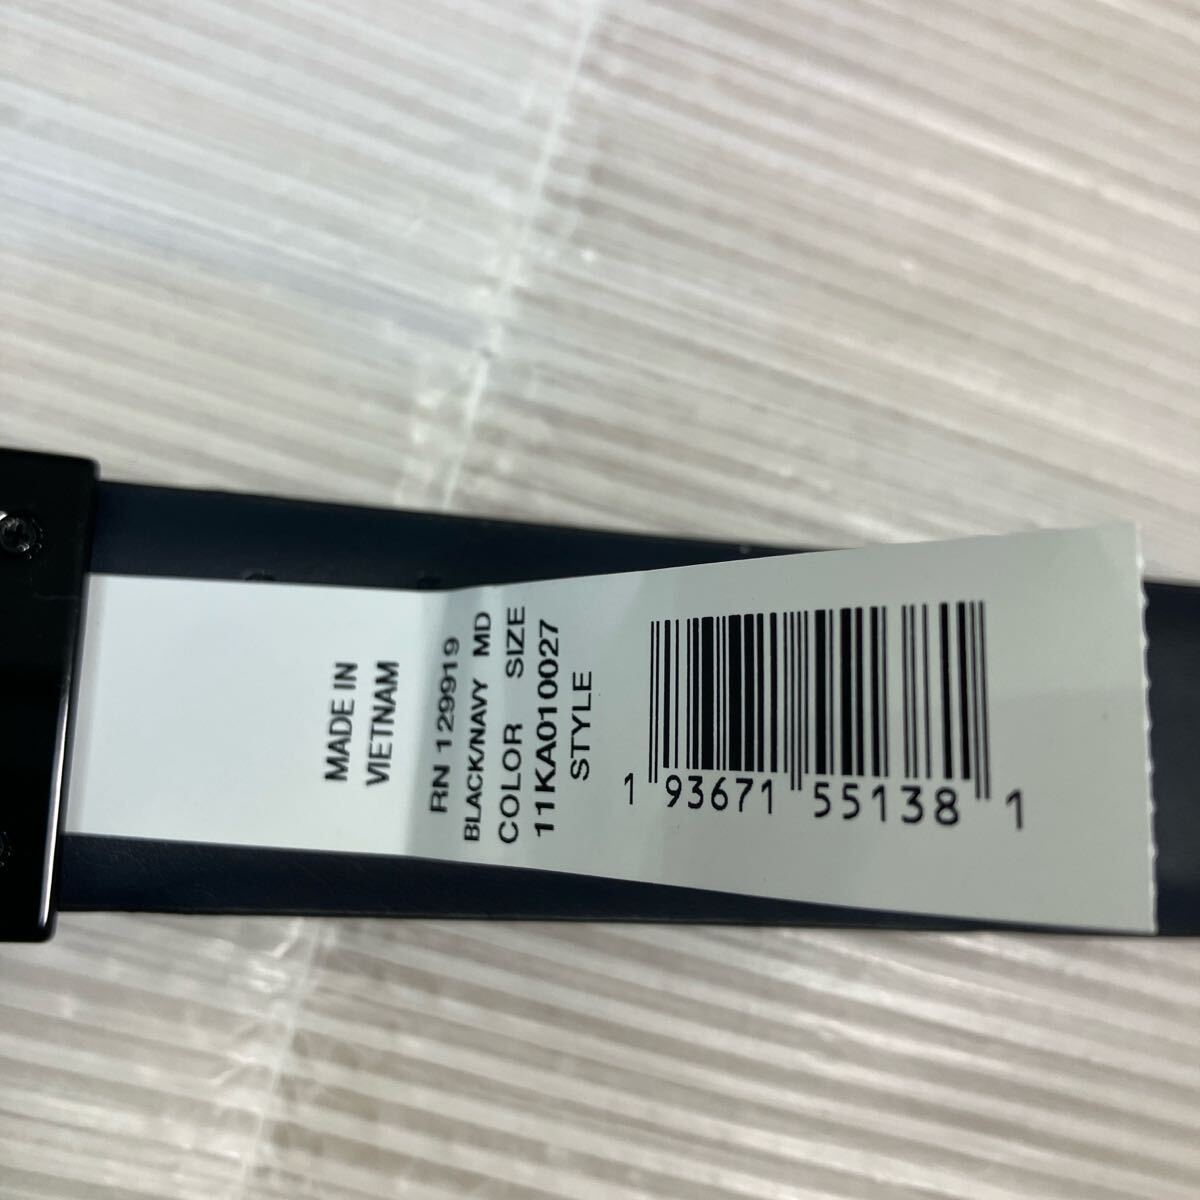 MADE IN
VIETNAM
RN 129919
BLACK/NAVY MD
COLOR SIZE
11KA010027
STYLE
1 93671 55138 1